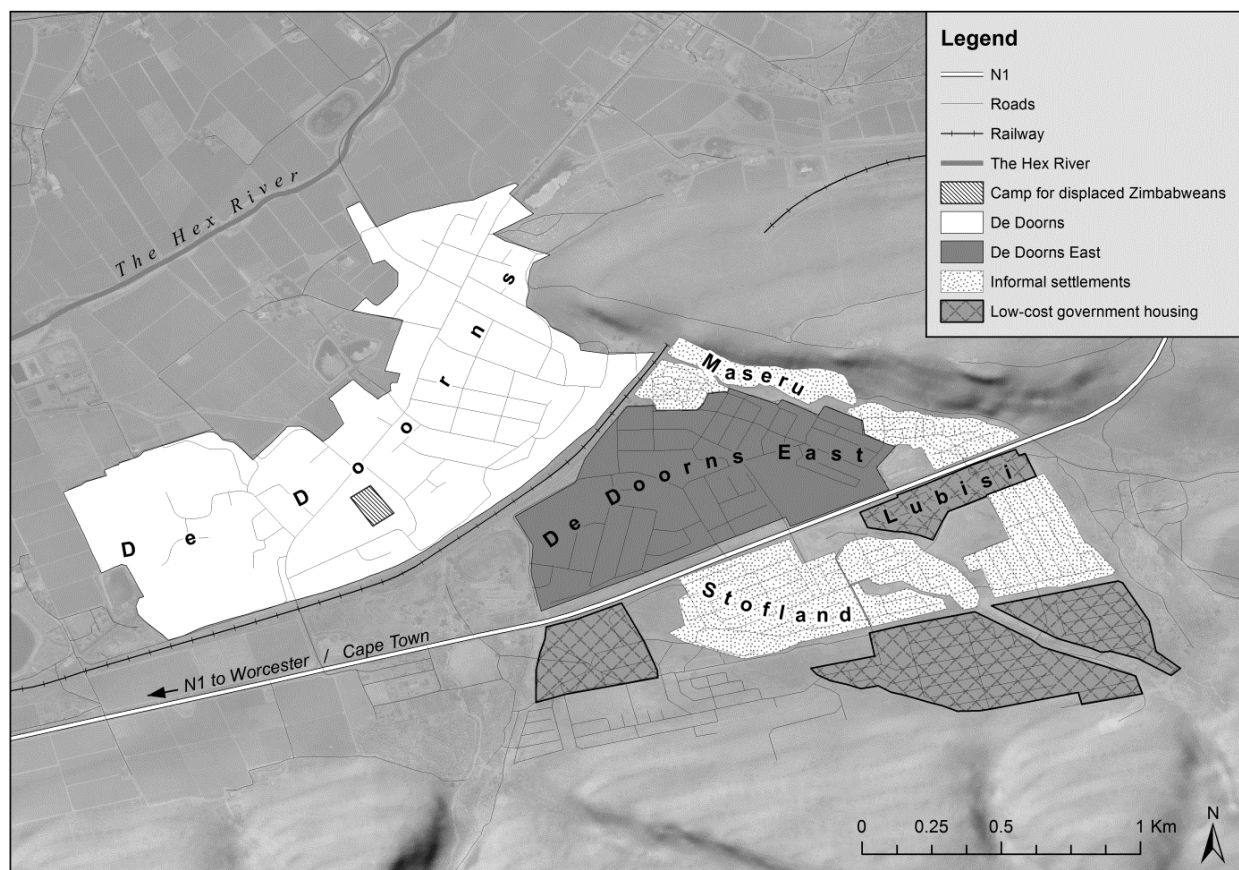 Legend
N1
Roads
Railway
The Hex River
Camp for displaced Zimbabweans
De Doorns
De Doorns East
Informal settlements
Low-cost government housing
The Hex River
De Doorns
Maseru
De Doorns East
Lubisi
Stofland
N1 to Worcester / Cape Town
0 0.25 0.5 1 Km
N